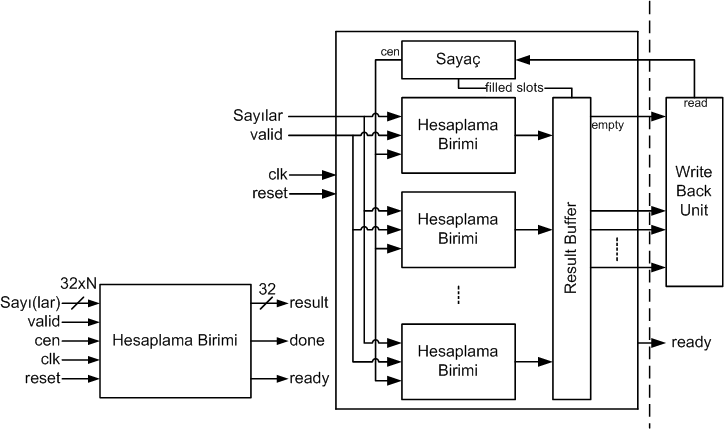 cen
Sayaç
filled slots
read
Sayılar
valid
Hesaplama
Birimi
empty
clk
reset
Write
Back
Unit
Hesaplama
Birimi
Result Buffer
32xN
32
Sayı(lar)
valid
cen
clk
reset
Hesaplama Birimi
result
done
ready
Hesaplama
Birimi
ready